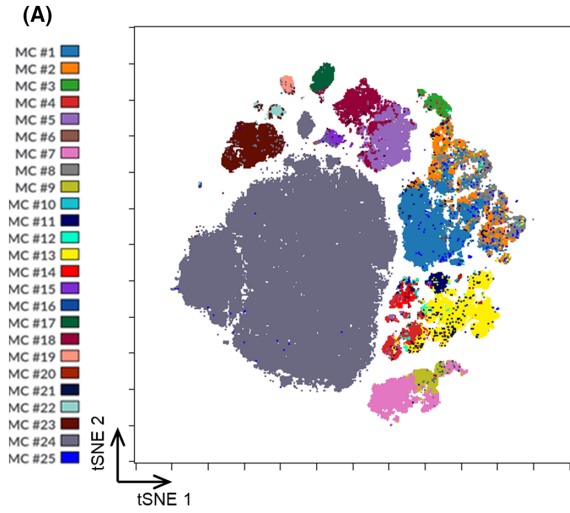 (A)
MC #1
MC #2
MC #3
MC #4
MC #5
MC #6
MC #7
MC #8
MC #9
MC #10
MC #11
MC #12
MC #13
MC #14
MC #15
MC #16
MC #17
MC #18
MC #19
MC #20
MC #21
MC #22
MC #23
MC #24
MC #25
tSNE 2
tSNE 1